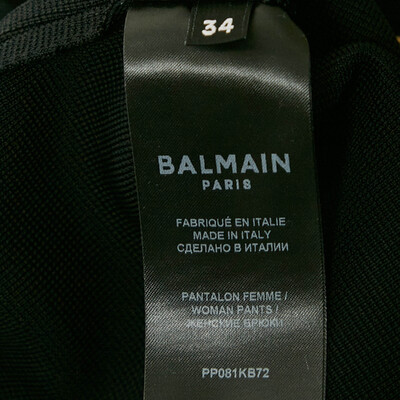 34
BALMAIN
PARIS
FABRIQUÉ EN ITALIE
MADE IN ITALY
СДЕЛАНО В ИТАЛИИ
PANTALON FEMME /
WOMAN PANTS /
ЖЕНСКИЕ БРЮКИ
PP081KB72